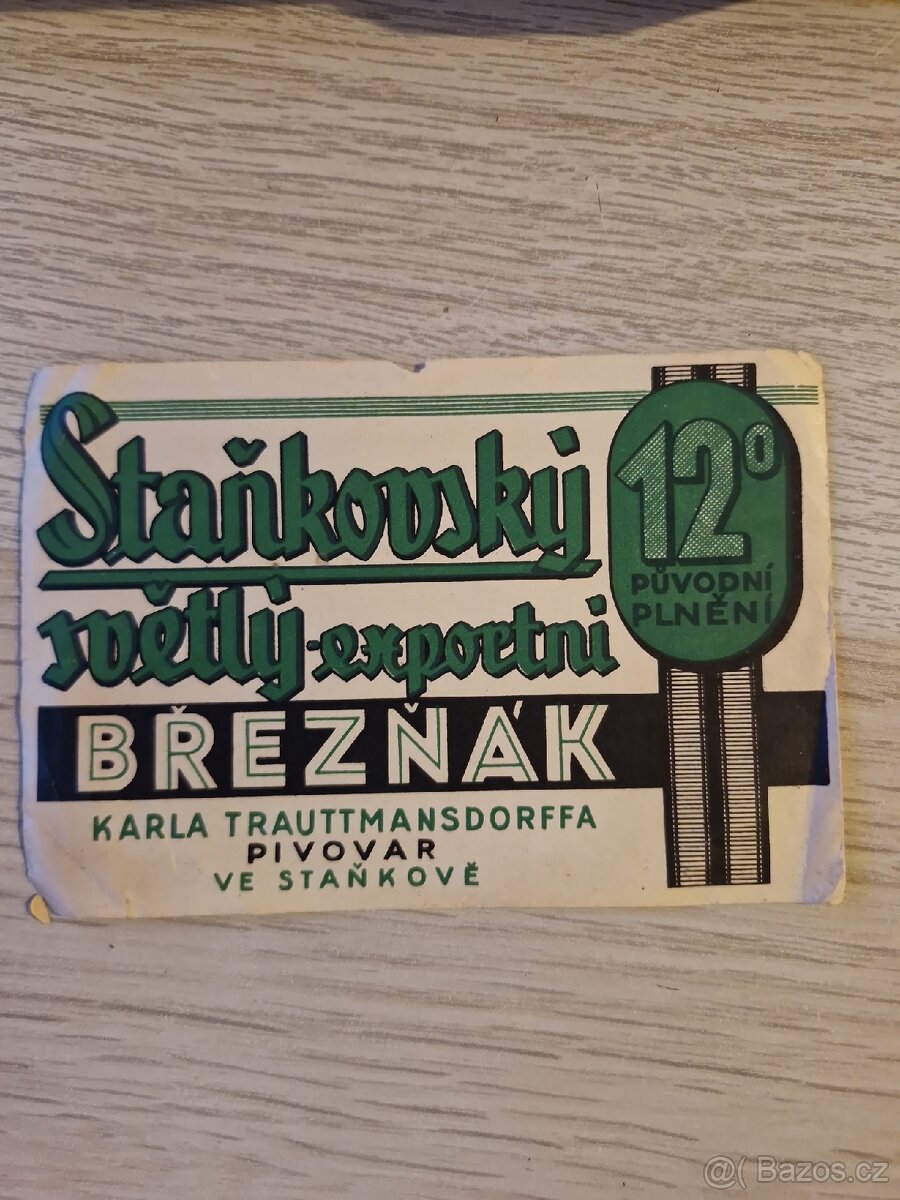 Staňkovský
světlý-exportní
BŘEZŇÁK
KARLA TRAUTTMANSDORFFA
PIVOVAR
VE STAŇKOVĚ
12°
PŮVODNÍ
PLNĚNÍ
@( Bazos.cz